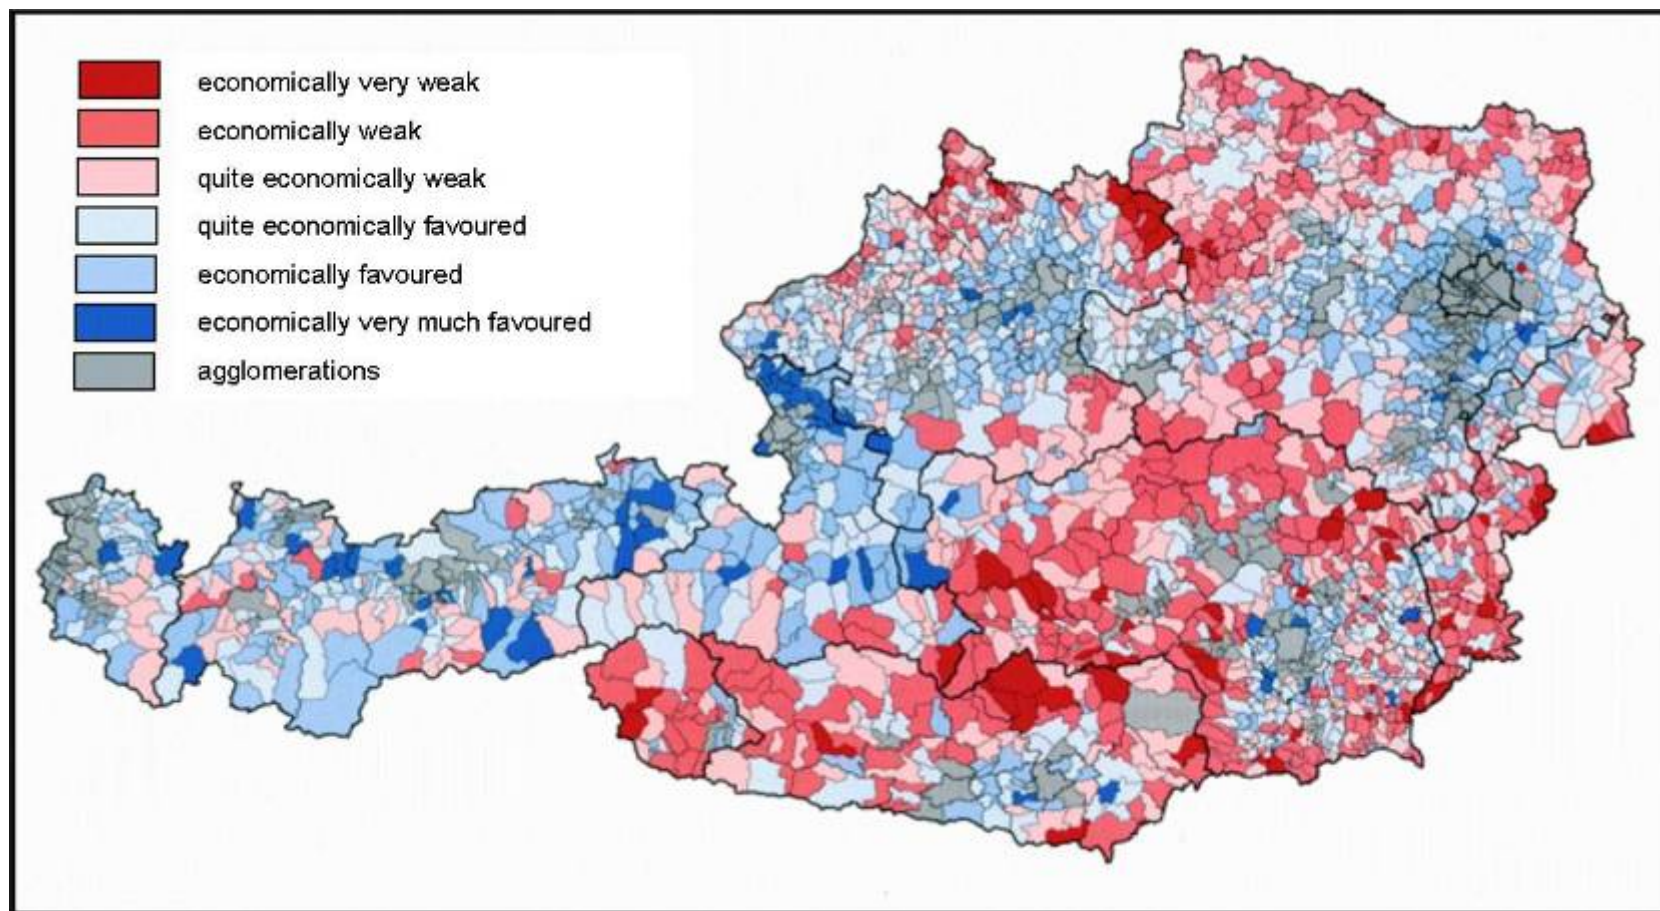 economically very weak
economically weak
quite economically weak
quite economically favoured
economically favoured
economically very much favoured
agglomerations